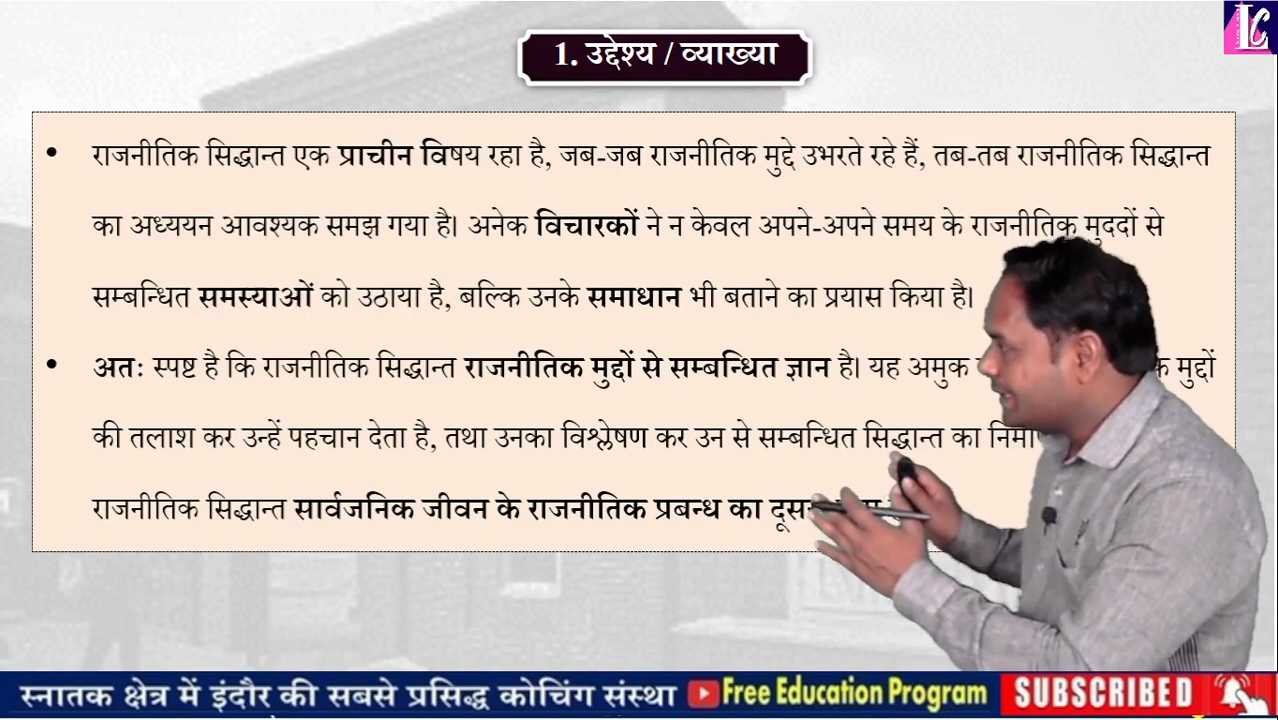 LC
1. उद्देश्य / व्याख्या
• राजनीतिक सिद्धान्त एक प्राचीन विषय रहा है, जब-जब राजनीतिक मुद्दे उभरते रहे हैं, तब-तब राजनीतिक सिद्धान्त
का अध्ययन आवश्यक समझ गया है। अनेक विचारकों ने न केवल अपने-अपने समय के राजनीतिक मुददों से
सम्बन्धित समस्याओं को उठाया है, बल्कि उनके समाधान भी बताने का प्रयास किया है।
• अतः स्पष्ट है कि राजनीतिक सिद्धान्त राजनीतिक मुद्दों से सम्बन्धित ज्ञान है। यह अमुक मुद्दों
की तलाश कर उन्हें पहचान देता है, तथा उनका विश्लेषण कर उन से सम्बन्धित सिद्धान्त का
राजनीतिक सिद्धान्त सार्वजनिक जीवन के राजनीतिक प्रबन्ध का
स्नातक क्षेत्र में इंदौर की सबसे प्रसिद्ध कोचिंग संस्था Free Education Program SUBSCRIBED